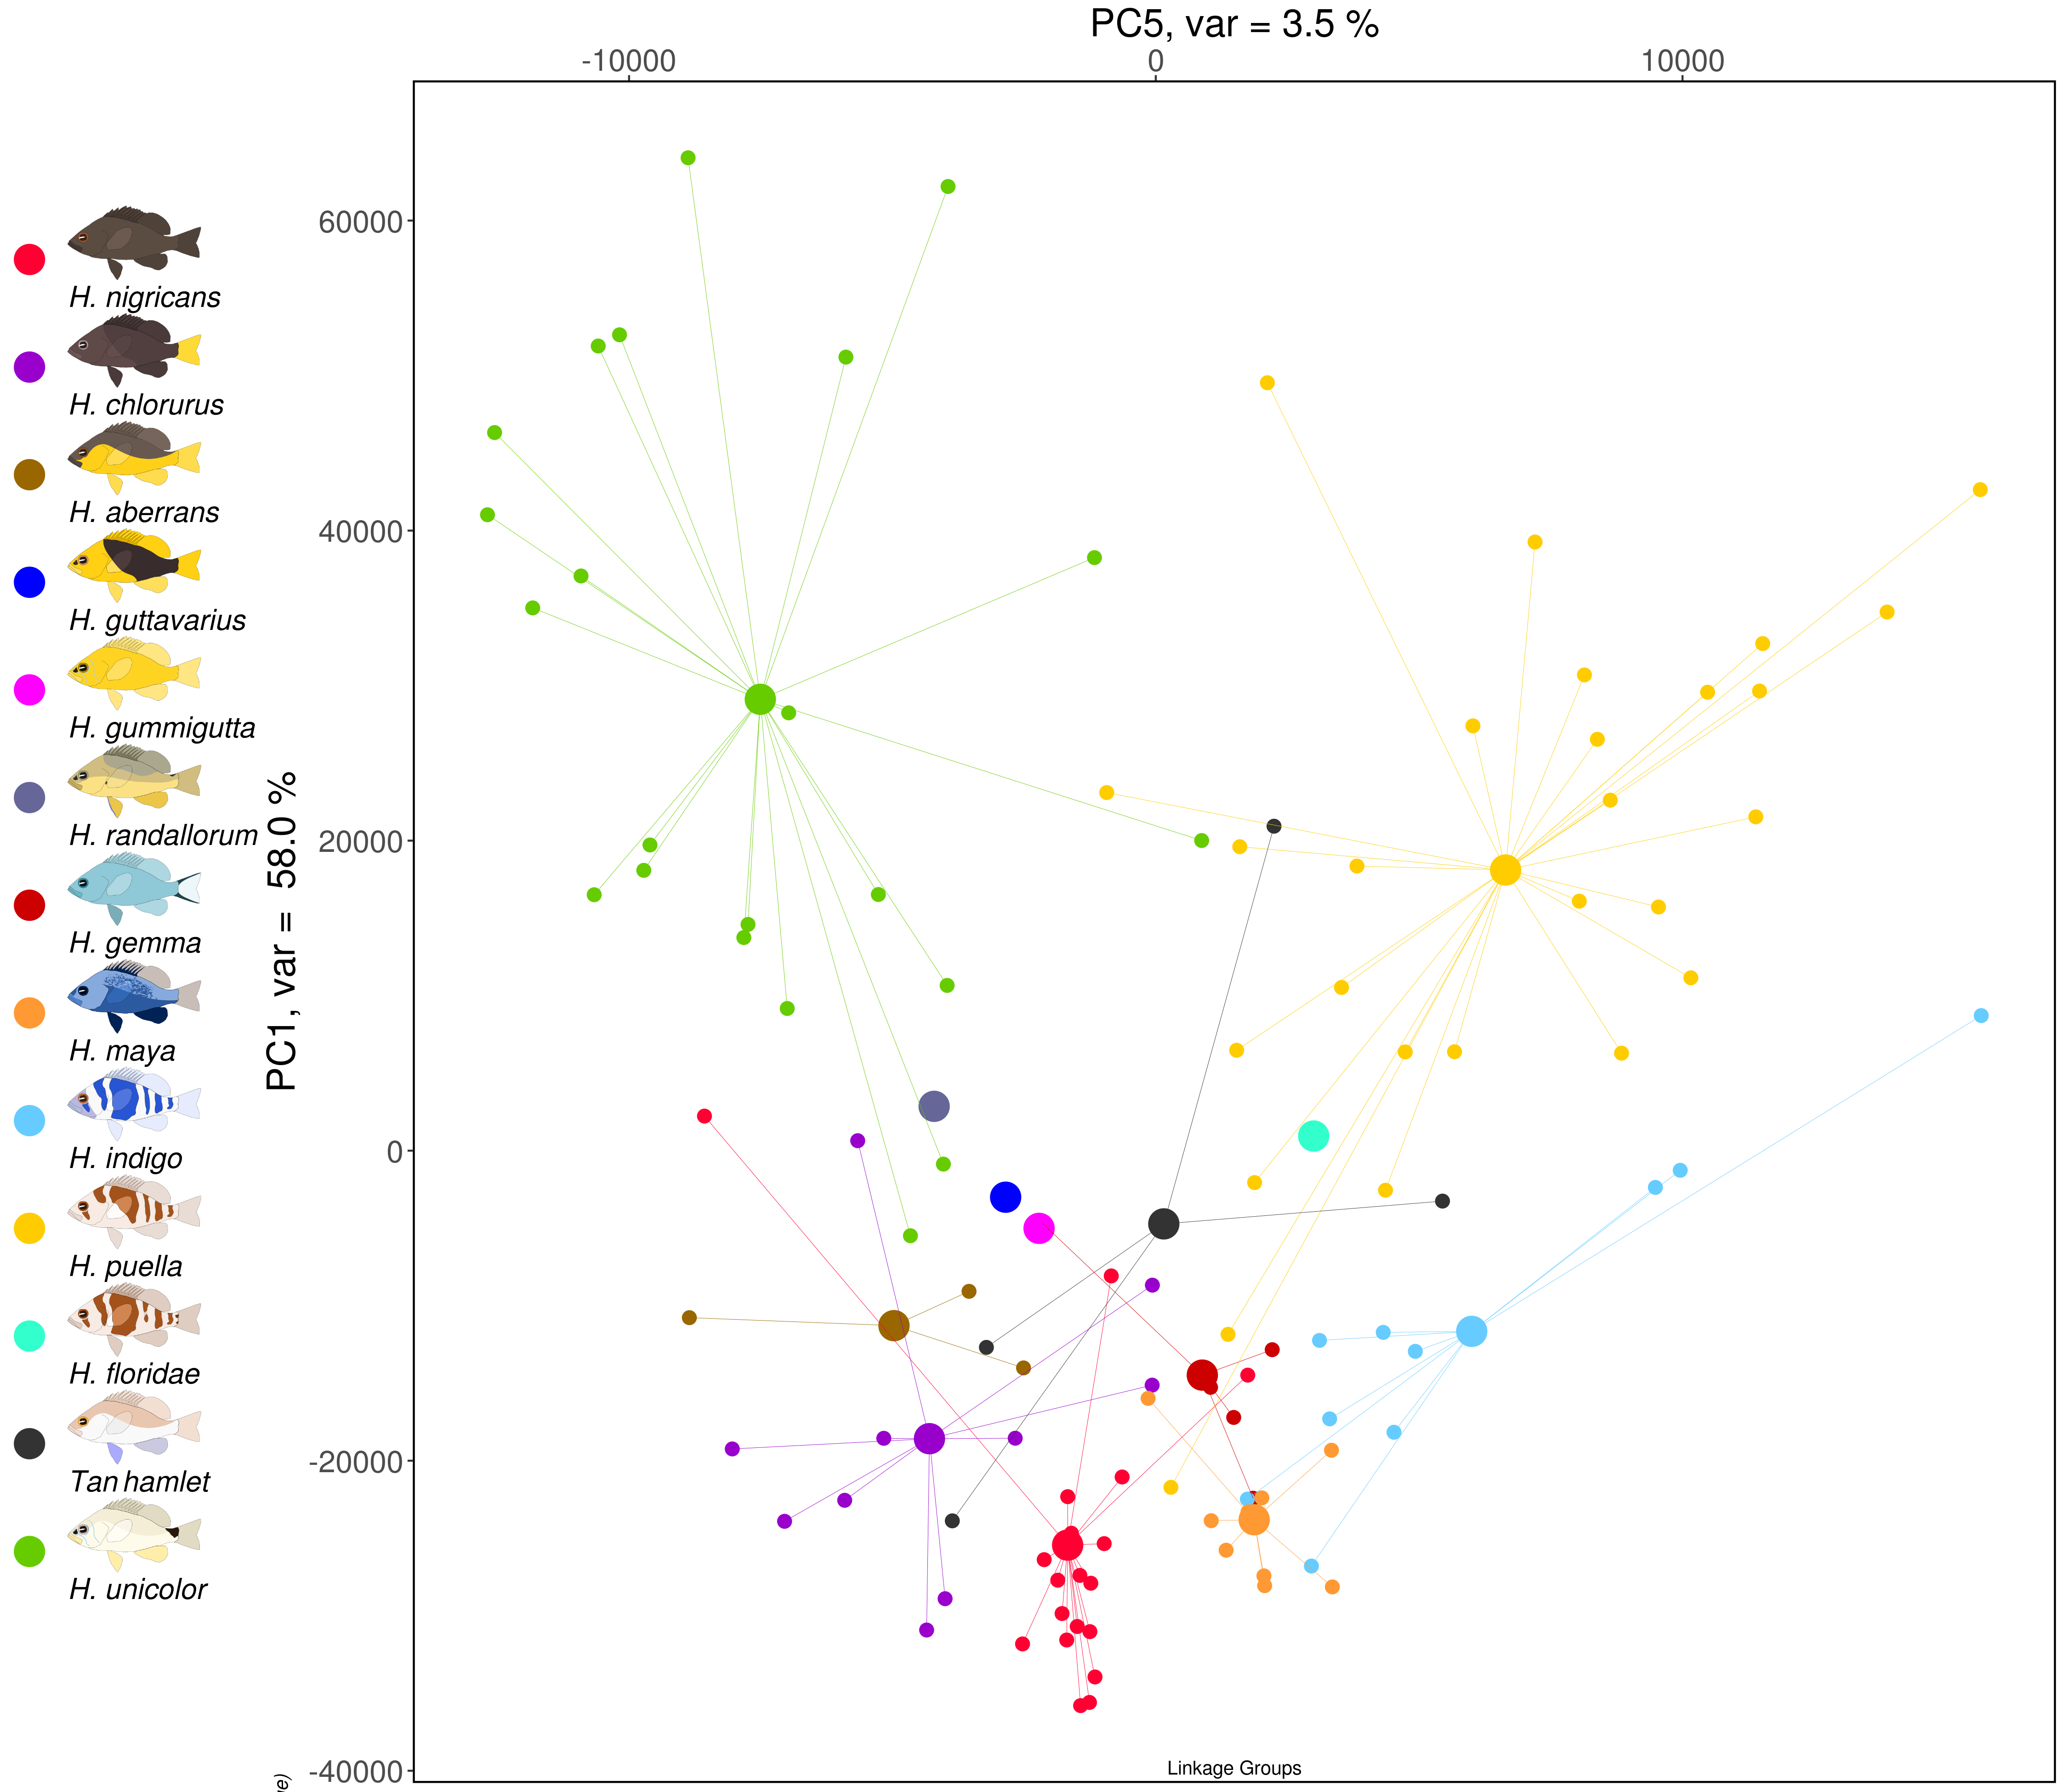 PC5, var = 3.5 %
-10000 0 10000
60000
40000
20000
0
-20000
-40000
PC1, var = 58.0 %
H. nigricans
H. chlorurus
H. aberrans
H. guttavarius
H. gummigutta
H. randallorum
H. gemma
H. maya
H. indigo
H. puella
H. floridae
Tan hamlet
H. unicolor
Linkage Groups